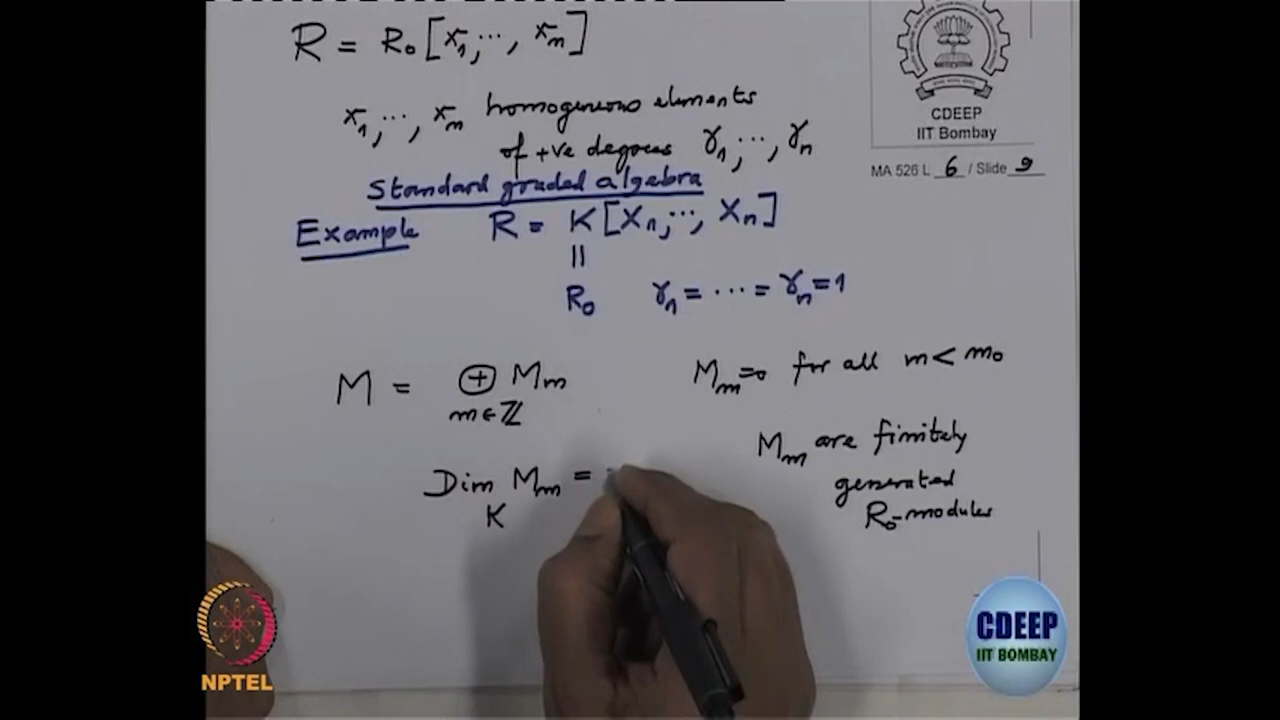 R = R₀ [x₁, ⋯, xₙ]
x₁, ⋯, xₙ homogeneous elements
of +ve degrees γ₁, ⋯, γₙ
Standard graded algebra
Example R = K [X₁, ⋯, Xₙ]
||
R₀ γ₁ = ⋯ = γₙ = 1
M = ⊕ Mₘ Mₘ=0 for all m < m₀
m∈ℤ
Mₘ are finitely
generated
R₀-modules
Dim Mₘ =
K
CDEEP
IIT Bombay
MA 526 L 6 / Slide 9
NPTEL
CDEEP
IIT BOMBAY